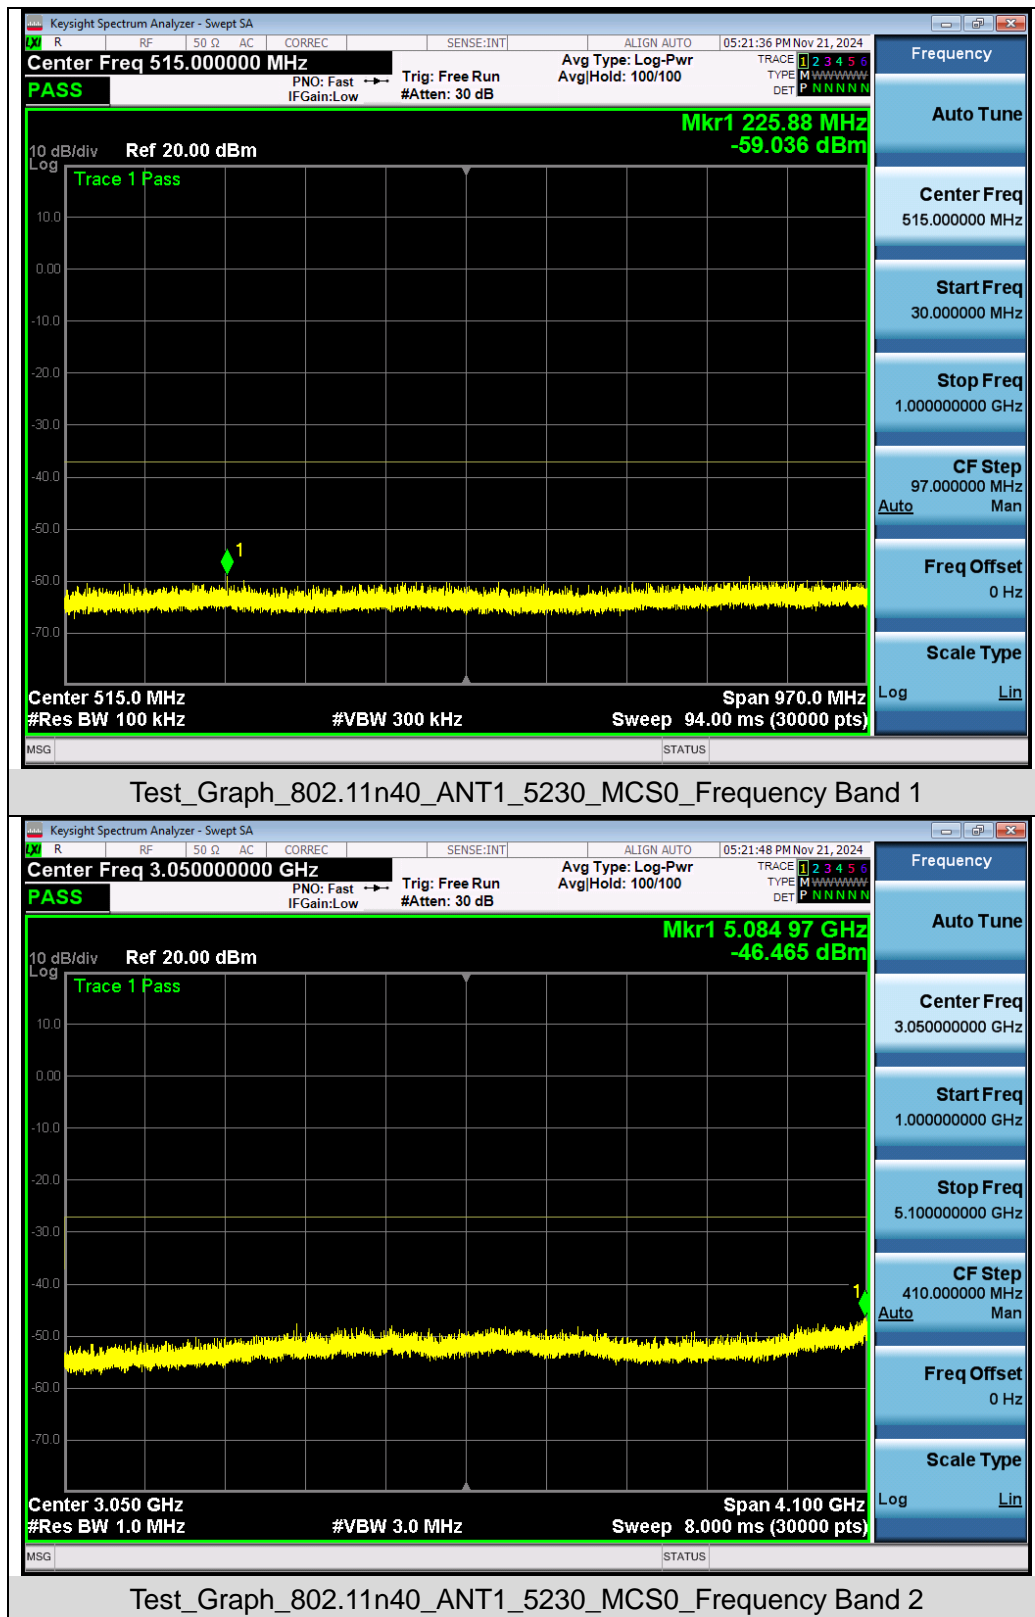 Keysight Spectrum Analyzer - Swept SA
LXI R RF 50 Ω AC CORREC SENSE:INT ALIGN AUTO 05:21:36 PM Nov 21, 2024
Center Freq 515.000000 MHz
PASS
PNO: Fast
IFGain:Low
Trig: Free Run
#Atten: 30 dB
Avg Type: Log-Pwr
Avg|Hold: 100/100
TRACE 1 2 3 4 5 6
TYPE M WWWWW
DET P N N N N N
Mkr1 225.88 MHz
-59.036 dBm
10 dB/div Ref 20.00 dBm
Log
Trace 1 Pass
10.0
0.00
-10.0
-20.0
-30.0
-40.0
-50.0
-60.0
-70.0
1
Center 515.0 MHz Span 970.0 MHz
#Res BW 100 kHz #VBW 300 kHz Sweep 94.00 ms (30000 pts)
MSG STATUS
Frequency
Auto Tune
Center Freq
515.000000 MHz
Start Freq
30.000000 MHz
Stop Freq
1.000000000 GHz
CF Step
97.000000 MHz
Auto Man
Freq Offset
0 Hz
Scale Type
Log Lin
Test_Graph_802.11n40_ANT1_5230_MCS0_Frequency Band 1
Keysight Spectrum Analyzer - Swept SA
LXI R RF 50 Ω AC CORREC SENSE:INT ALIGN AUTO 05:21:48 PM Nov 21, 2024
Center Freq 3.050000000 GHz
PASS
PNO: Fast
IFGain:Low
Trig: Free Run
#Atten: 30 dB
Avg Type: Log-Pwr
Avg|Hold: 100/100
TRACE 1 2 3 4 5 6
TYPE M WWWWW
DET P N N N N N
Mkr1 5.084 97 GHz
-46.465 dBm
10 dB/div Ref 20.00 dBm
Log
Trace 1 Pass
10.0
0.00
-10.0
-20.0
-30.0
-40.0
-50.0
-60.0
-70.0
1
Center 3.050 GHz Span 4.100 GHz
#Res BW 1.0 MHz #VBW 3.0 MHz Sweep 8.000 ms (30000 pts)
MSG STATUS
Frequency
Auto Tune
Center Freq
3.050000000 GHz
Start Freq
1.000000000 GHz
Stop Freq
5.100000000 GHz
CF Step
410.000000 MHz
Auto Man
Freq Offset
0 Hz
Scale Type
Log Lin
Test_Graph_802.11n40_ANT1_5230_MCS0_Frequency Band 2